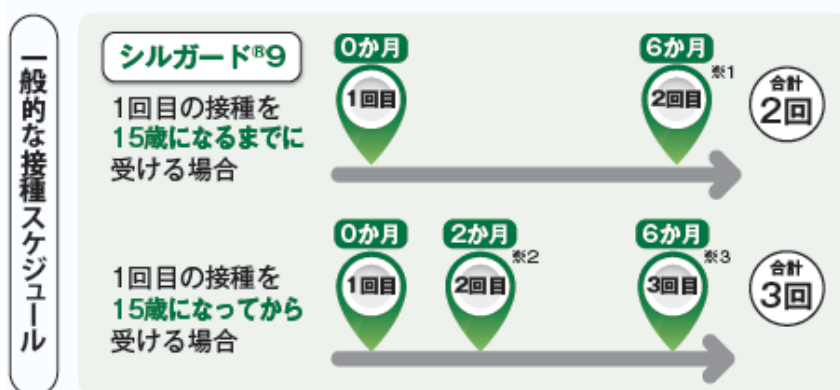 一般的な接種スケジュール
シルガード®9
1回目の接種を
15歳になるまでに
受ける場合
0か月
1回目
6か月
※1
2回目
合計
2回
1回目の接種を
15歳になってから
受ける場合
0か月
1回目
2か月
※2
2回目
6か月
※3
3回目
合計
3回